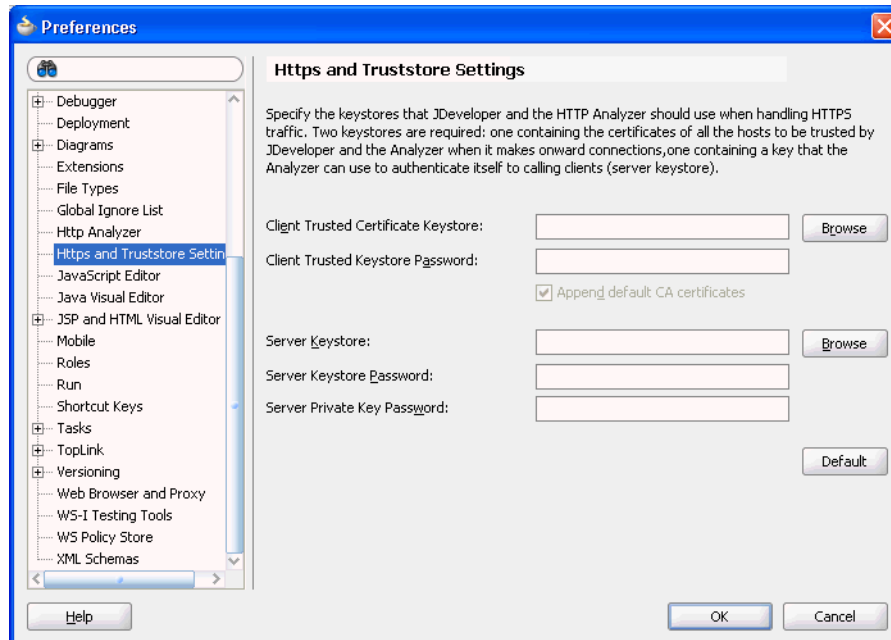 Preferences
Debugger
Deployment
Diagrams
Extensions
File Types
Global Ignore List
Http Analyzer
Https and Truststore Settin
JavaScript Editor
Java Visual Editor
JSP and HTML Visual Editor
Mobile
Roles
Run
Shortcut Keys
Tasks
TopLink
Versioning
Web Browser and Proxy
WS-I Testing Tools
WS Policy Store
XML Schemas
Https and Truststore Settings
Specify the keystores that JDeveloper and the HTTP Analyzer should use when handling HTTPS
traffic. Two keystores are required: one containing the certificates of all the hosts to be trusted by
JDeveloper and the Analyzer when it makes onward connections,one containing a key that the
Analyzer can use to authenticate itself to calling clients (server keystore).
Client Trusted Certificate Keystore:
Browse
Client Trusted Keystore Password:
Append default CA certificates
Server Keystore:
Browse
Server Keystore Password:
Server Private Key Password:
Default
Help
OK
Cancel